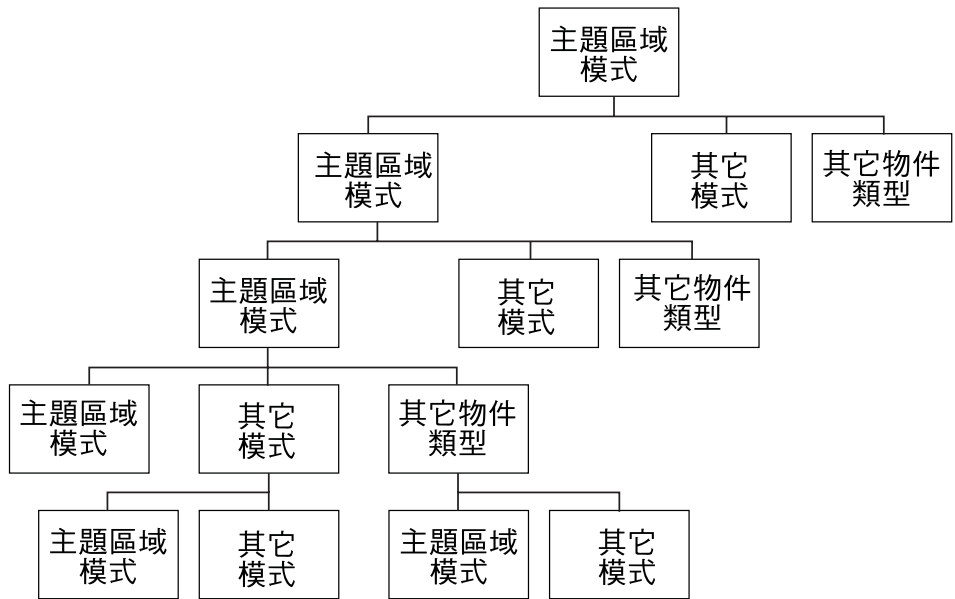 主題區域
模式
主題區域
模式
其它
模式
其它物件
類型
主題區域
模式
其它
模式
其它物件
類型
主題區域
模式
其它
模式
其它物件
類型
主題區域
模式
其它
模式
主題區域
模式
其它
模式